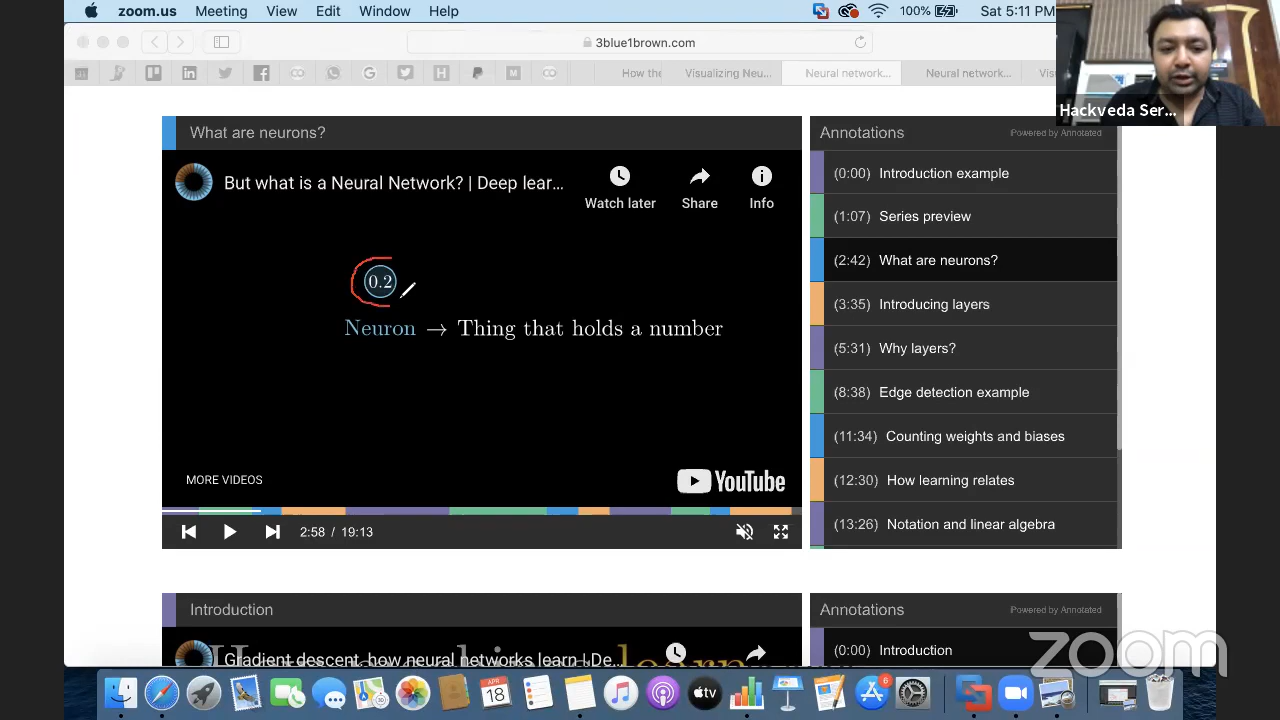 zoom.us Meeting View Edit Window Help 100% Sat 5:11 PM
3blue1brown.com
How the Visualizing Neu... Neural network... Neural network...
Hackveda Ser...
What are neurons?
But what is a Neural Network? | Deep lear...
Watch later Share Info
0.2
Neuron → Thing that holds a number
MORE VIDEOS
YouTube
2:58 / 19:13
Annotations Powered by Annotated
(0:00) Introduction example
(1:07) Series preview
(2:42) What are neurons?
(3:35) Introducing layers
(5:31) Why layers?
(8:38) Edge detection example
(11:34) Counting weights and biases
(12:30) How learning relates
(13:26) Notation and linear algebra
Introduction
Gradient descent, how neural networks learn | De...
Annotations Powered by Annotated
(0:00) Introduction
zoom
APR
18
tv
6